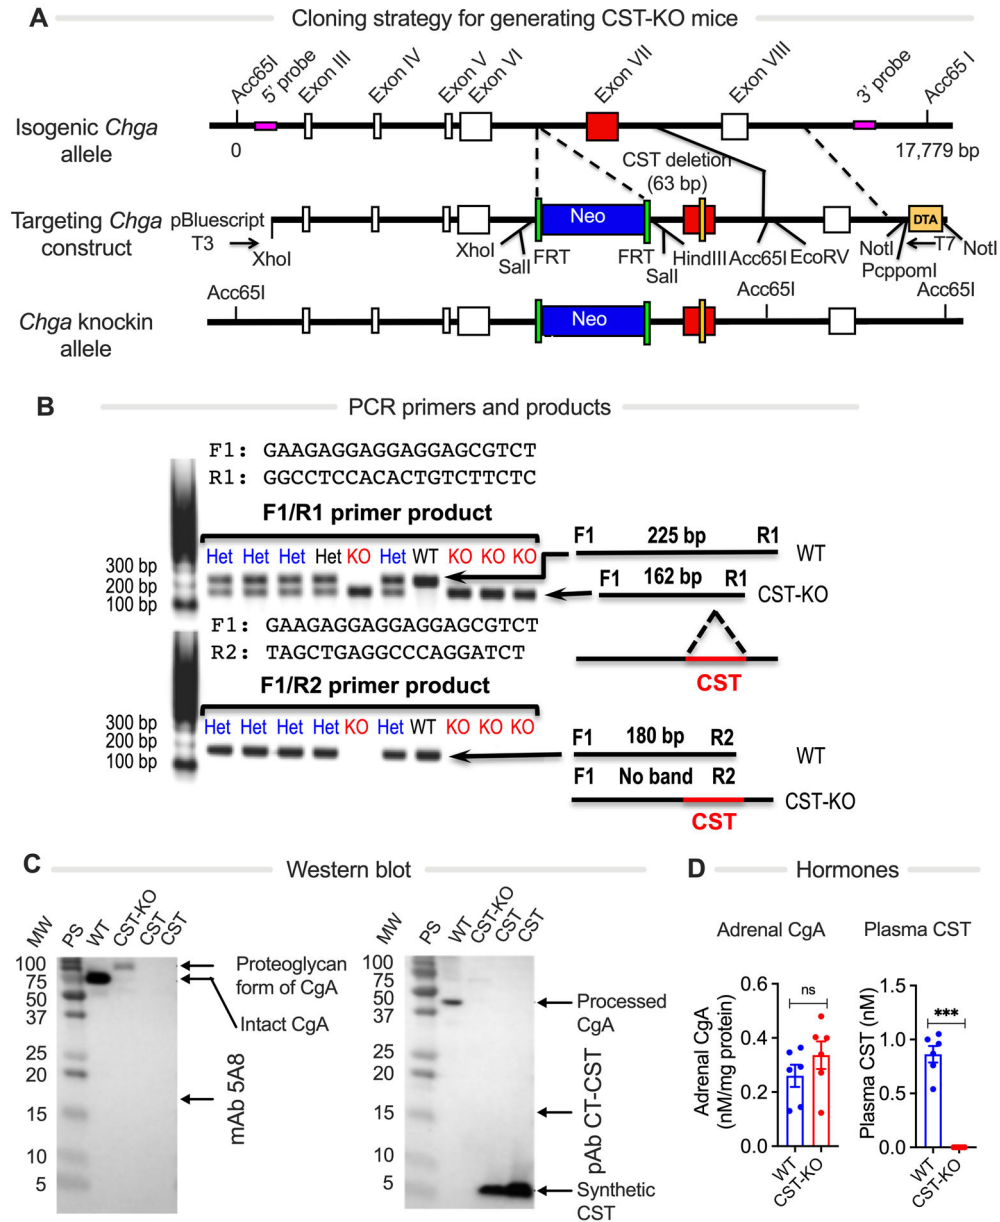 A Cloning strategy for generating CST-KO mice
Acc65I 5' probe Exon III Exon IV Exon V Exon VI Exon VII Exon VIII 3' probe Acc65 I
Isogenic Chga
allele
0 17,779 bp
CST deletion
(63 bp)
Targeting Chga
construct
pBluescript
T3
XhoI XhoI SalI FRT Neo FRT SalI HindIII Acc65I EcoRV NotI PcppomI DTA T7 NotI
Chga knockin
allele
Acc65I Neo Acc65I Acc65I
B PCR primers and products
F1: GAAGAGGAGGAGGAGCGTCT
R1: GGCCTCCACACTGTCTTCTC
F1/R1 primer product
Het Het Het Het KO Het WT KO KO KO
300 bp
200 bp
100 bp
F1 225 bp R1 WT
F1 162 bp R1 CST-KO
CST
F1: GAAGAGGAGGAGGAGCGTCT
R2: TAGCTGAGGCCCAGGATCT
F1/R2 primer product
Het Het Het Het KO Het WT KO KO KO
300 bp
200 bp
100 bp
F1 180 bp R2 WT
F1 No band R2 CST-KO
CST
C Western blot
MW PS WT CST-KO CST CST
100
75
50
37
25
20
15
10
5
Proteoglycan
form of CgA
Intact CgA
mAb 5A8
MW PS WT CST-KO CST CST
100
75
50
37
25
20
15
10
5
Processed
CgA
pAb CT-CST
Synthetic
CST
D Hormones
Adrenal CgA
Adrenal CgA
(nM/mg protein)
0.6
0.4
0.2
0.0
ns
WT CST-KO
Plasma CST
Plasma CST (nM)
1.5
1.0
0.5
0.0
***
WT CST-KO